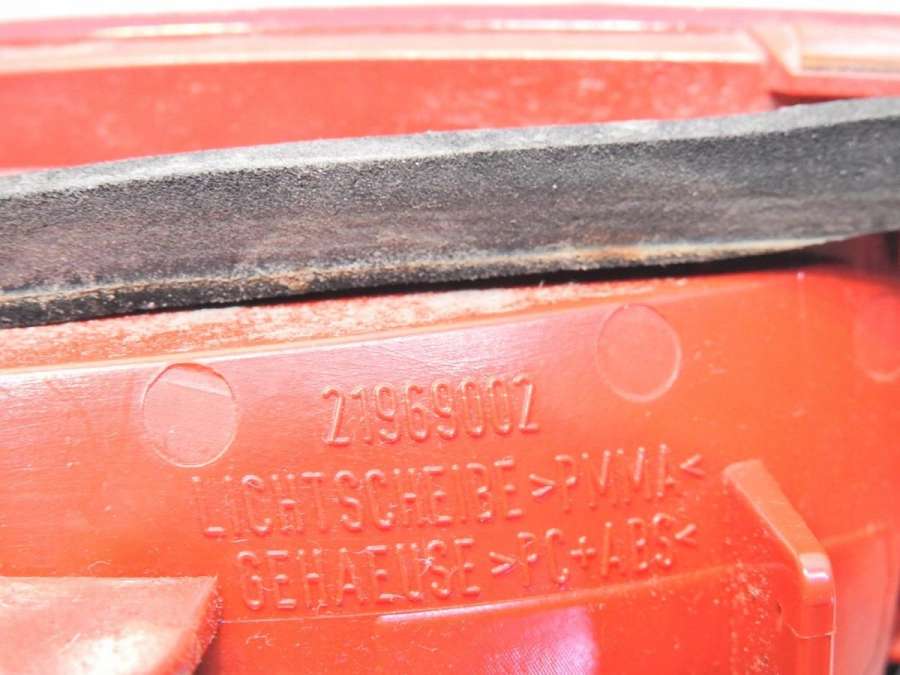 21969002
LICHTSCHEIBE >PMMA<
GEHAEUSE >PC+ABS<